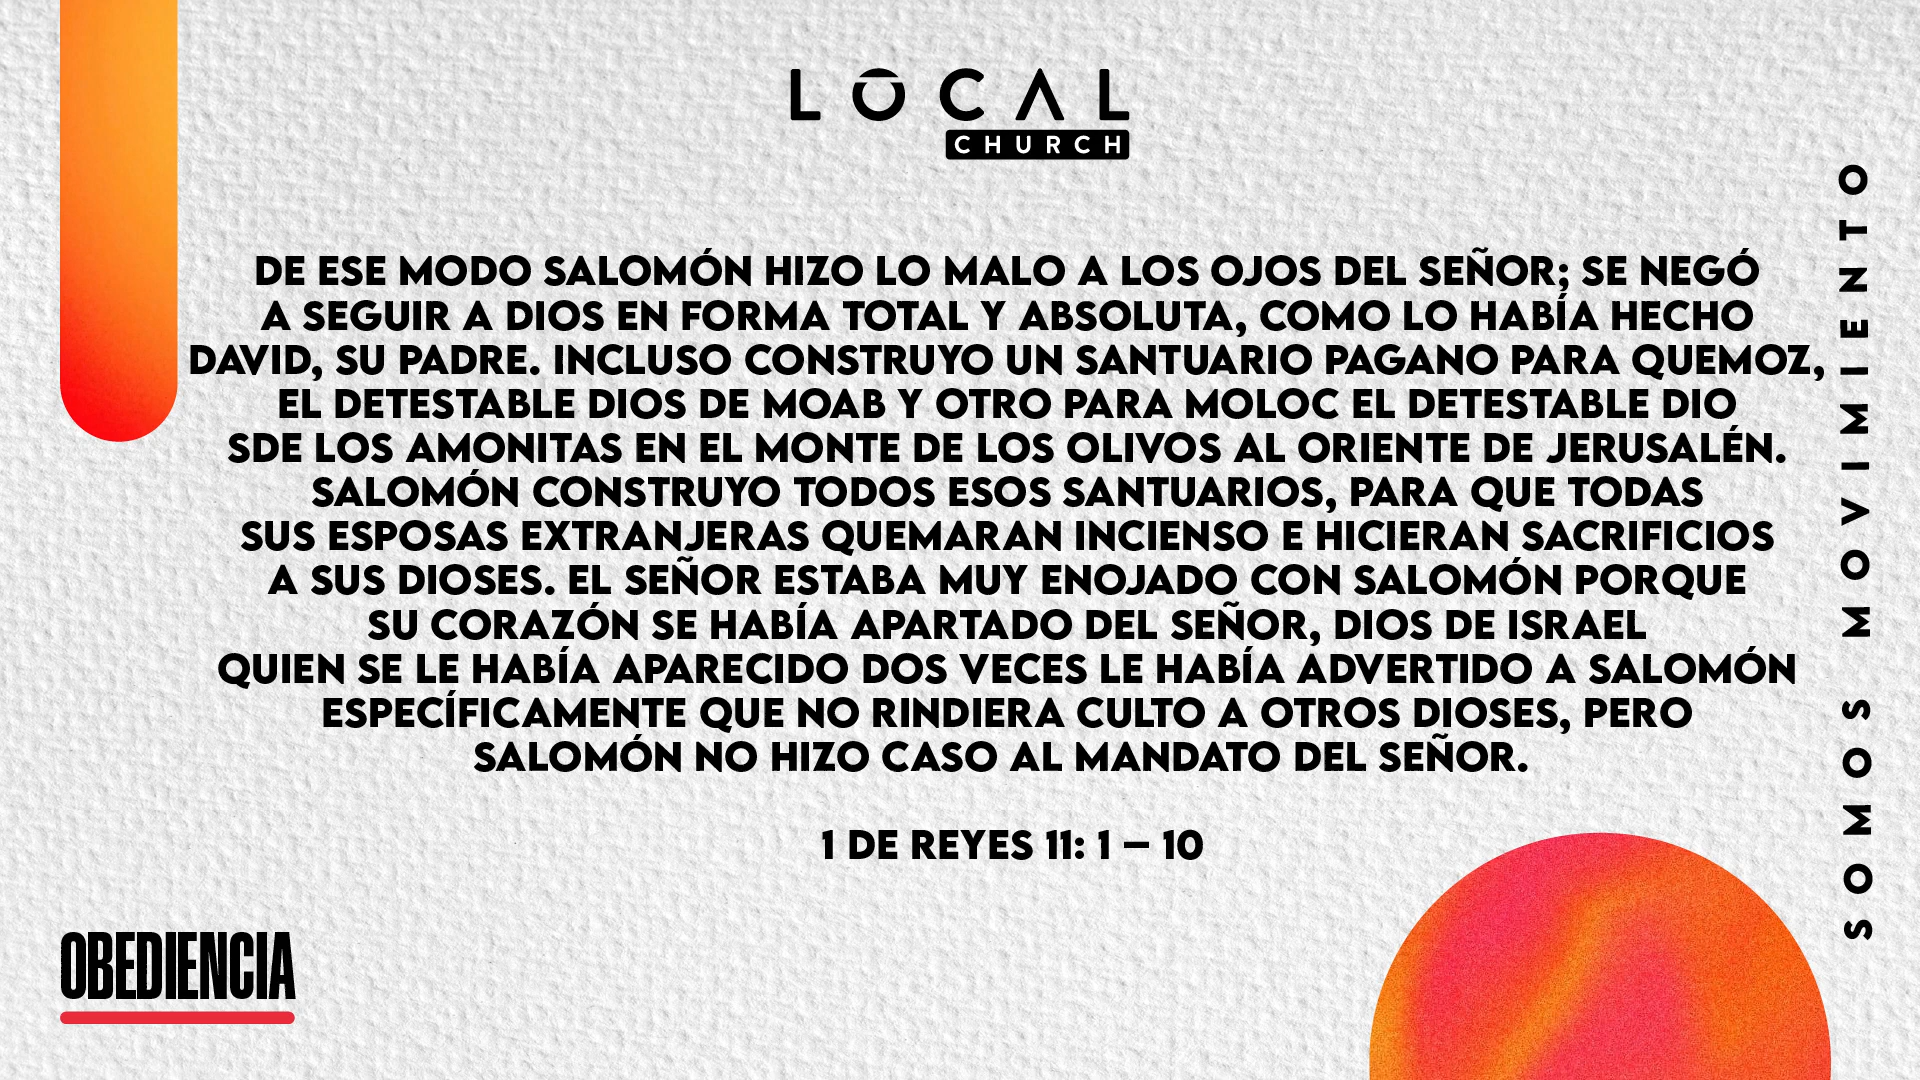 LOCAL
CHURCH
DE ESE MODO SALOMÓN HIZO LO MALO A LOS OJOS DEL SEÑOR; SE NEGÓ
A SEGUIR A DIOS EN FORMA TOTAL Y ABSOLUTA, COMO LO HABÍA HECHO
DAVID, SU PADRE. INCLUSO CONSTRUYO UN SANTUARIO PAGANO PARA QUEMOZ,
EL DETESTABLE DIOS DE MOAB Y OTRO PARA MOLOC EL DETESTABLE DIO
SDE LOS AMONITAS EN EL MONTE DE LOS OLIVOS AL ORIENTE DE JERUSALÉN.
SALOMÓN CONSTRUYO TODOS ESOS SANTUARIOS, PARA QUE TODAS
SUS ESPOSAS EXTRANJERAS QUEMARAN INCIENSO E HICIERAN SACRIFICIOS
A SUS DIOSES. EL SEÑOR ESTABA MUY ENOJADO CON SALOMÓN PORQUE
SU CORAZÓN SE HABÍA APARTADO DEL SEÑOR, DIOS DE ISRAEL
QUIEN SE LE HABÍA APARECIDO DOS VECES LE HABÍA ADVERTIDO A SALOMÓN
ESPECÍFICAMENTE QUE NO RINDIERA CULTO A OTROS DIOSES, PERO
SALOMÓN NO HIZO CASO AL MANDATO DEL SEÑOR.
1 DE REYES 11: 1 – 10
OBEDIENCIA
SOMOS MOVIMIENTO